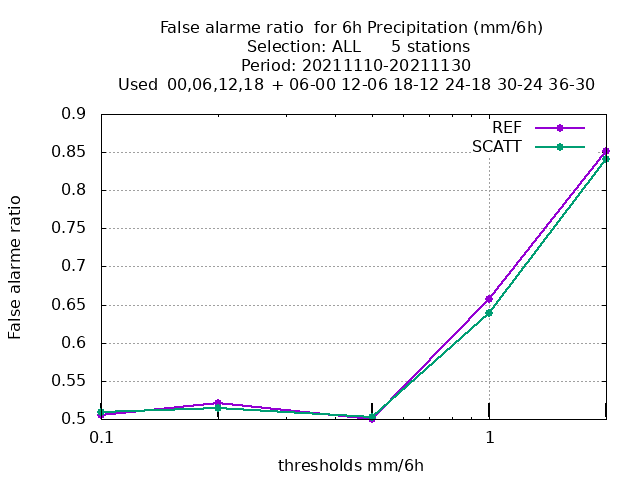 False alarme ratio  for 6h Precipitation (mm/6h)
Selection: ALL      5 stations
Period: 20211110-20211130
Used  00,06,12,18  + 06-00 12-06 18-12 24-18 30-24 36-30
REF
SCATT
0.9
0.85
0.8
0.75
0.7
0.65
0.6
0.55
0.5
False alarme ratio
0.1
1
thresholds mm/6h